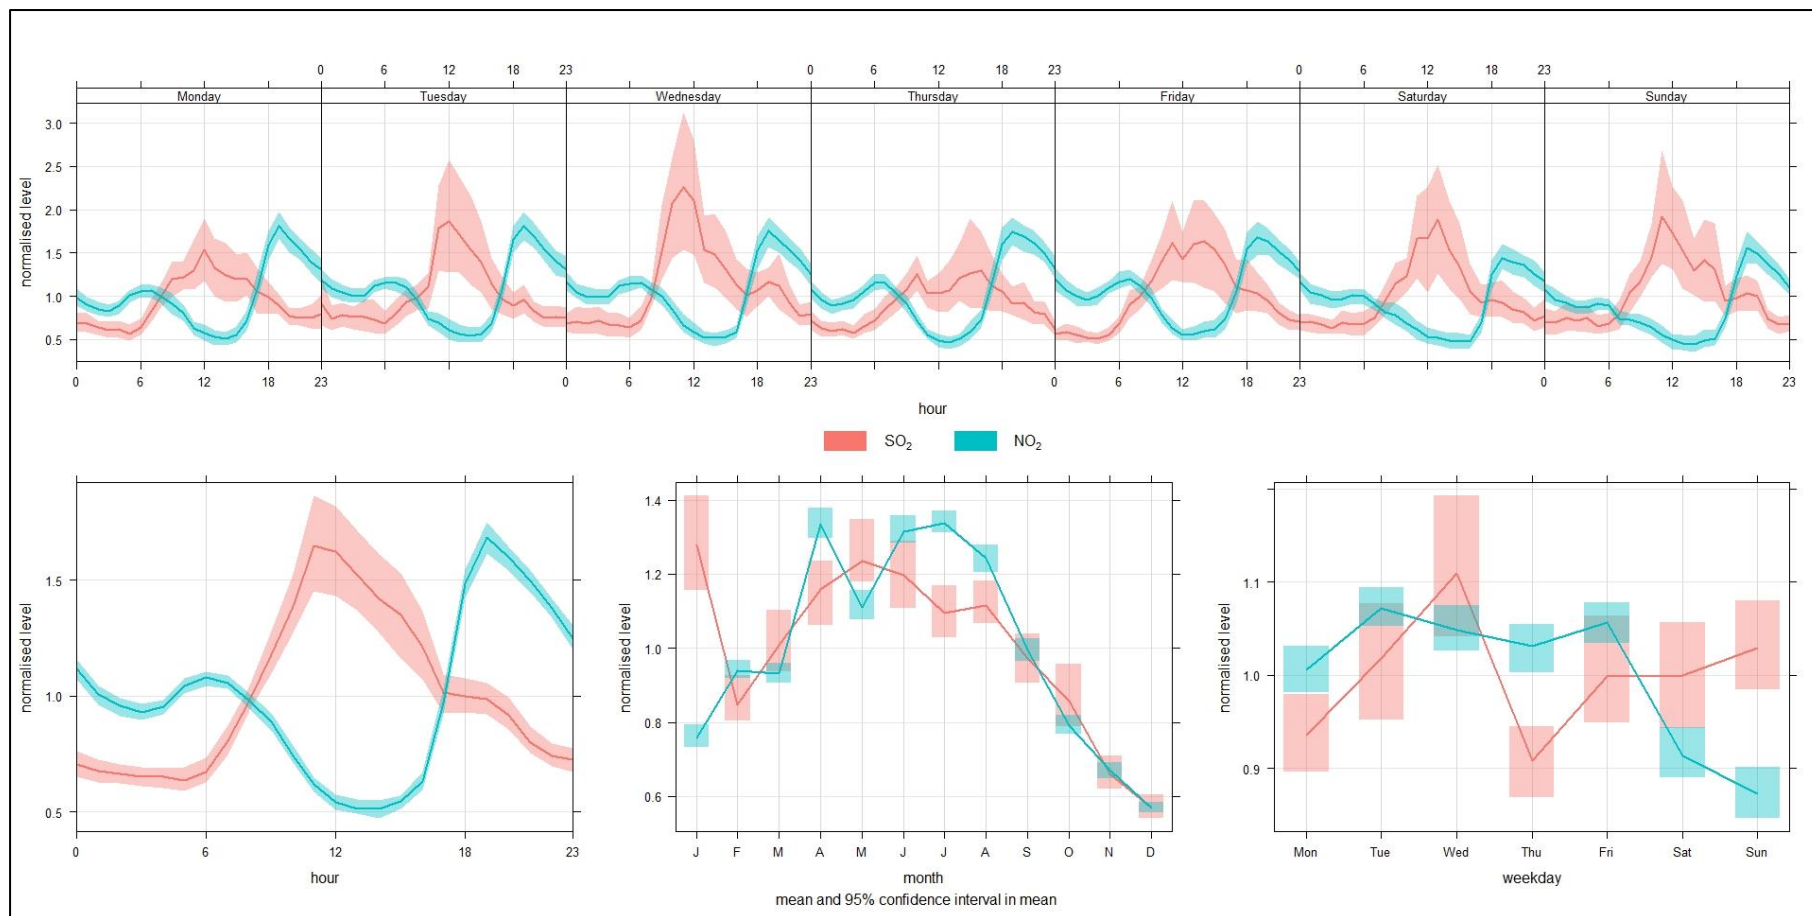 0 6 12 18 23 0 6 12 18 23 0 6 12 18 23
Monday Tuesday Wednesday Thursday Friday Saturday Sunday
3.0
2.5
2.0
1.5
1.0
0.5
normalised level
0 6 12 18 23 0 6 12 18 23 0 6 12 18 23 0 6 12 18 23
hour
SO₂ NO₂
1.5
1.0
0.5
normalised level
0 6 12 18 23
hour
1.4
1.2
1.0
0.8
0.6
normalised level
J F M A M J J A S O N D
month
mean and 95% confidence interval in mean
1.1
1.0
0.9
normalised level
Mon Tue Wed Thu Fri Sat Sun
weekday